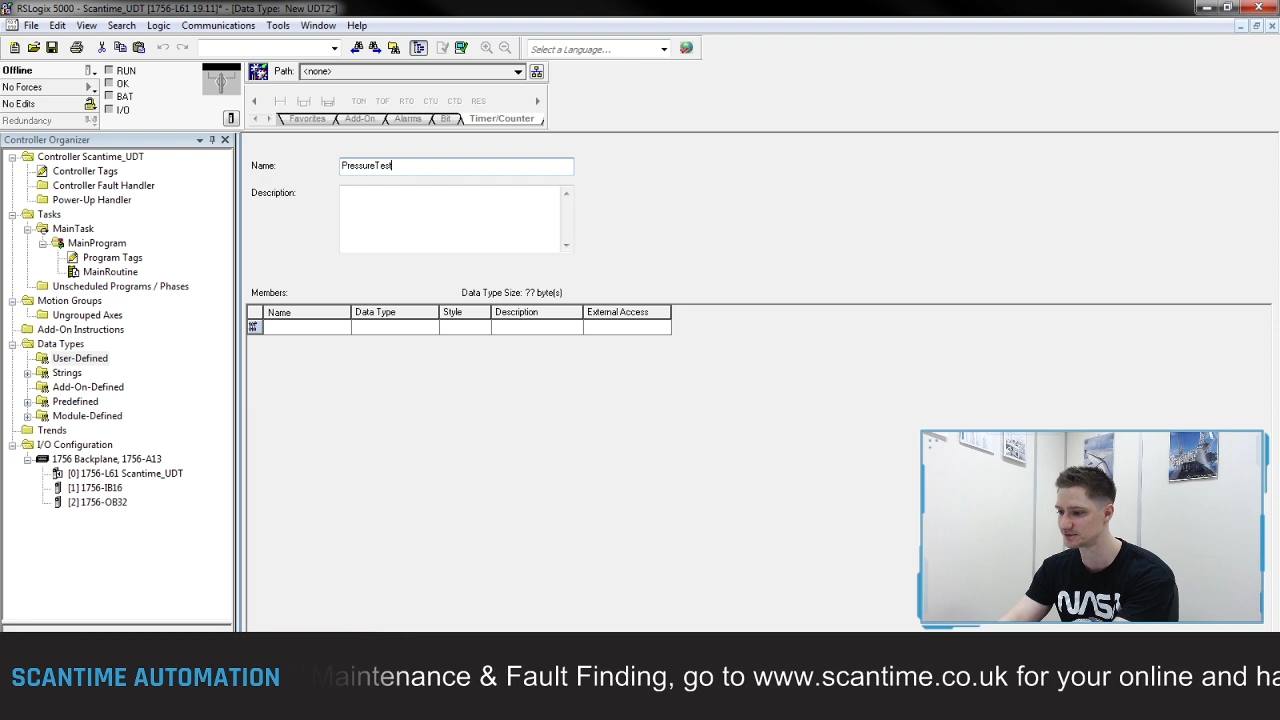 RSLogix 5000 - Scantime_UDT [1756-L61 19.11]* - [Data Type: New UDT2*]
File Edit View Search Logic Communications Tools Window Help
Select a Language...
Offline
RUN
No Forces
OK
No Edits
BAT
Redundancy
I/O
Path: <none>
TON TOF RTO CTU CTD RES
Favorites Add-On Alarms Bit Timer/Counter
Controller Organizer
Controller Scantime_UDT
Controller Tags
Controller Fault Handler
Power-Up Handler
Tasks
MainTask
MainProgram
Program Tags
MainRoutine
Unscheduled Programs / Phases
Motion Groups
Ungrouped Axes
Add-On Instructions
Data Types
User-Defined
Strings
Add-On-Defined
Predefined
Module-Defined
Trends
I/O Configuration
1756 Backplane, 1756-A13
[0] 1756-L61 Scantime_UDT
[1] 1756-IB16
[2] 1756-OB32
Name: PressureTest
Description:
Members: Data Type Size: ?? byte(s)
Name Data Type Style Description External Access
NASA
SCANTIME AUTOMATION
Maintenance & Fault Finding, go to www.scantime.co.uk for your online and ha